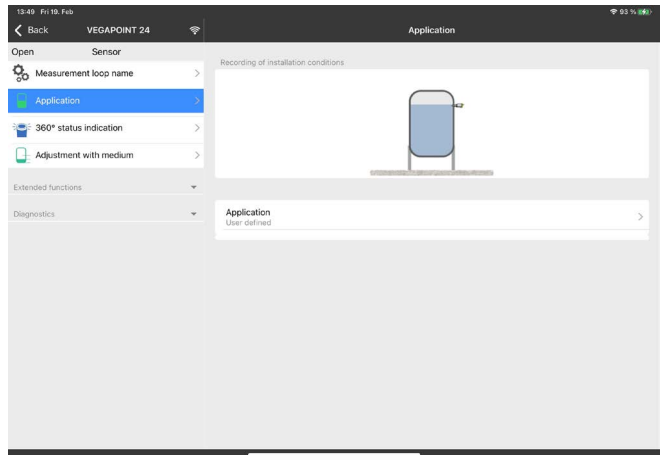 13:49 Fri 19. Feb
93 %
Back
VEGAPOINT 24
Application
Open
Sensor
Measurement loop name
Application
360° status indication
Adjustment with medium
Extended functions
Diagnostics
Recording of installation conditions
Application
User defined